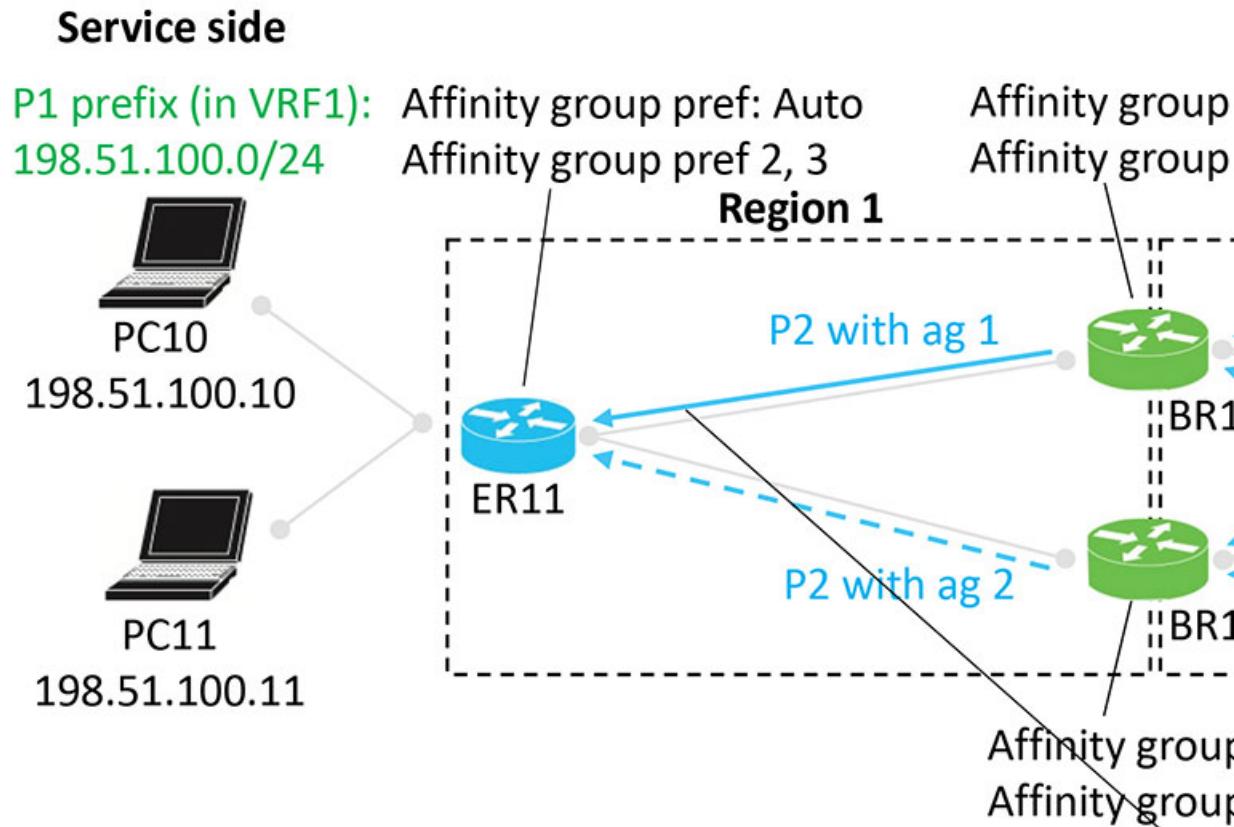 Service side
P1 prefix (in VRF1):
198.51.100.0/24
Affinity group pref: Auto
Affinity group pref 2, 3
Affinity group
Affinity group
Region 1
PC10
198.51.100.10
P2 with ag 1
BR1
ER11
P2 with ag 2
BR1
PC11
198.51.100.11
Affinity group
Affinity group